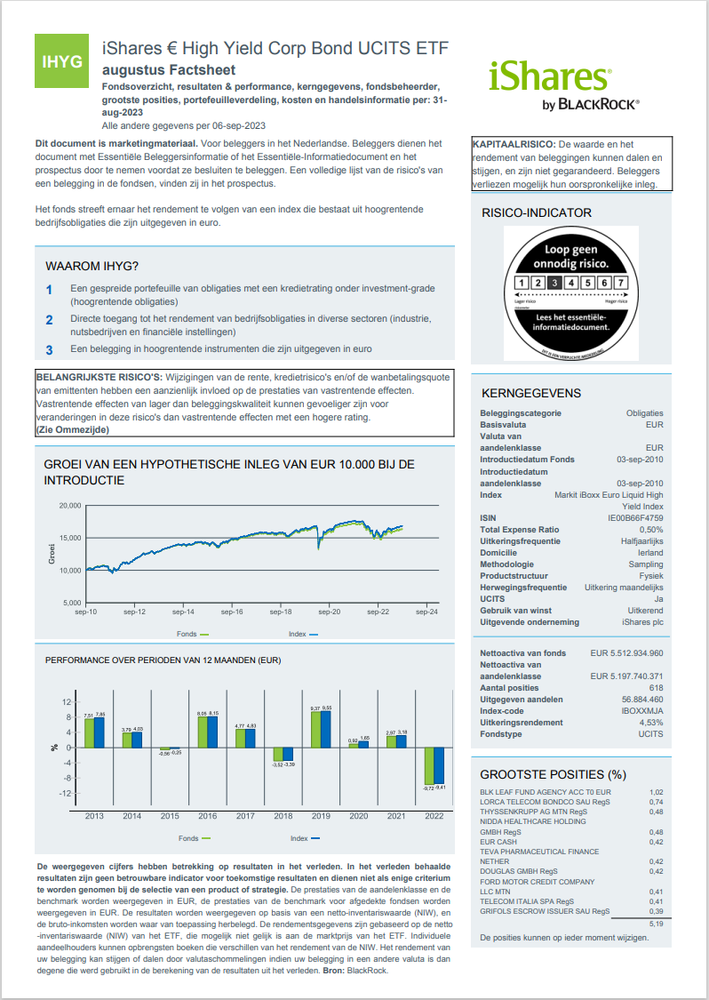 IHYG
iShares € High Yield Corp Bond UCITS ETF
augustus Factsheet
Fondsoverzicht, resultaten & performance, kerngegevens, fondsbeheerder,
grootste posities, portefeuilleverdeling, kosten en handelsinformatie per: 31-
aug-2023
Alle andere gegevens per 06-sep-2023
iShares®
by BLACKROCK®
Dit document is marketingmateriaal. Voor beleggers in het Nederlandse. Beleggers dienen het
document met Essentiële Beleggersinformatie of het Essentiële-Informatiedocument en het
prospectus door te nemen voordat ze besluiten te beleggen. Een volledige lijst van de risico's van
een belegging in de fondsen, vinden zij in het prospectus.
Het fonds streeft ernaar het rendement te volgen van een index die bestaat uit hoogrentende
bedrijfsobligaties die zijn uitgegeven in euro.
WAAROM IHYG?
1 Een gespreide portefeuille van obligaties met een kredietrating onder investment-grade
(hoogrentende obligaties)
2 Directe toegang tot het rendement van bedrijfsobligaties in diverse sectoren (industrie,
nutsbedrijven en financiële instellingen)
3 Een belegging in hoogrentende instrumenten die zijn uitgegeven in euro
BELANGRIJKSTE RISICO'S: Wijzigingen van de rente, kredietrisico's en/of de wanbetalingsquote
van emittenten hebben een aanzienlijk invloed op de prestaties van vastrentende effecten.
Vastrentende effecten van lager dan beleggingskwaliteit kunnen gevoeliger zijn voor
veranderingen in deze risico's dan vastrentende effecten met een hogere rating.
(Zie Ommezijde)
GROEI VAN EEN HYPOTHETISCHE INLEG VAN EUR 10.000 BIJ DE
INTRODUCTIE
20,000
15,000
10,000
5,000
Groei
sep-10 sep-12 sep-14 sep-16 sep-18 sep-20 sep-22 sep-24
Fonds Index
PERFORMANCE OVER PERIODEN VAN 12 MAANDEN (EUR)
12
8
4
0
-4
-8
-12
%
7,51 7,85
3,79 4,03
-0,56 -0,25
8,05 8,15
4,77 4,83
-3,52 -3,39
9,37 9,55
0,92 1,65
2,97 3,18
-9,72 -9,41
2013 2014 2015 2016 2017 2018 2019 2020 2021 2022
Fonds Index
De weergegeven cijfers hebben betrekking op resultaten in het verleden. In het verleden behaalde
resultaten zijn geen betrouwbare indicator voor toekomstige resultaten en dienen niet als enige criterium
te worden genomen bij de selectie van een product of strategie. De prestaties van de aandelenklasse en de
benchmark worden weergegeven in EUR, de prestaties van de benchmark voor afgedekte fondsen worden
weergegeven in EUR. De resultaten worden weergegeven op basis van een netto-inventariswaarde (NIW), en
de bruto-inkomsten worden waar van toepassing herbelegd. De rendementsgegevens zijn gebaseerd op de netto
-inventariswaarde (NIW) van het ETF, die mogelijk niet gelijk is aan de marktprijs van het ETF. Individuele
aandeelhouders kunnen opbrengsten boeken die verschillen van het rendement van de NIW. Het rendement van
uw belegging kan stijgen of dalen door valutaschommelingen indien uw belegging in een andere valuta is dan
degene die werd gebruikt in de berekening van de resultaten uit het verleden. Bron: BlackRock.
KAPITAALRISICO: De waarde en het
rendement van beleggingen kunnen dalen en
stijgen, en zijn niet gegarandeerd. Beleggers
verliezen mogelijk hun oorspronkelijke inleg.
RISICO-INDICATOR
Loop geen
onnodig risico.
1 2 3 4 5 6 7
Lager risico Hoger risico
Lees het essentiële-
informatiedocument.
DIT IS EEN VERPLICHTE MEDEDELING
KERNGEGEVENS
Beleggingscategorie Obligaties
Basisvaluta EUR
Valuta van
aandelenklasse EUR
Introductiedatum Fonds 03-sep-2010
Introductiedatum
aandelenklasse 03-sep-2010
Index Markit iBoxx Euro Liquid High
Yield Index
ISIN IE00B66F4759
Total Expense Ratio 0,50%
Uitkeringsfrequentie Halfjaarlijks
Domicilie Ierland
Methodologie Sampling
Productstructuur Fysiek
Herwegingsfrequentie Uitkering maandelijks
UCITS Ja
Gebruik van winst Uitkerend
Uitgevende onderneming iShares plc
Nettoactiva van fonds EUR 5.512.934.960
Nettoactiva van
aandelenklasse EUR 5.197.740.371
Aantal posities 618
Uitgegeven aandelen 56.884.460
Index-code IBOXXMJA
Uitkeringsrendement 4,53%
Fondstype UCITS
GROOTSTE POSITIES (%)
BLK LEAF FUND AGENCY ACC T0 EUR 1,02
LORCA TELECOM BONDCO SAU RegS 0,74
THYSSENKRUPP AG MTN RegS 0,48
NIDDA HEALTHCARE HOLDING
GMBH RegS 0,48
EUR CASH 0,42
TEVA PHARMACEUTICAL FINANCE
NETHER 0,42
DOUGLAS GMBH RegS 0,42
FORD MOTOR CREDIT COMPANY
LLC MTN 0,41
TELECOM ITALIA SPA RegS 0,41
GRIFOLS ESCROW ISSUER SAU RegS 0,39
5,19
De posities kunnen op ieder moment wijzigen.